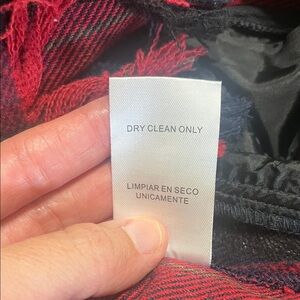 DRY CLEAN ONLY
LIMPIAR EN SECO
UNICAMENTE